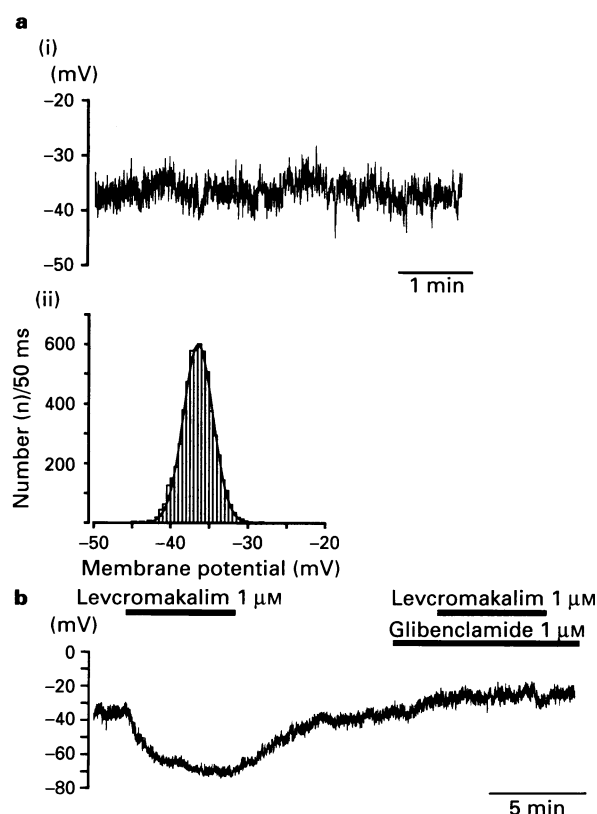 a
(i)
(mV)
−20
−30
−40
−50
1 min
(ii)
Number (n)/50 ms
600
400
200
−50 −40 −30 −20
Membrane potential (mV)
b
Levcromakalim 1 μM Levcromakalim 1 μM
(mV)
Glibenclamide 1 μM
0
−20
−40
−60
−80
5 min